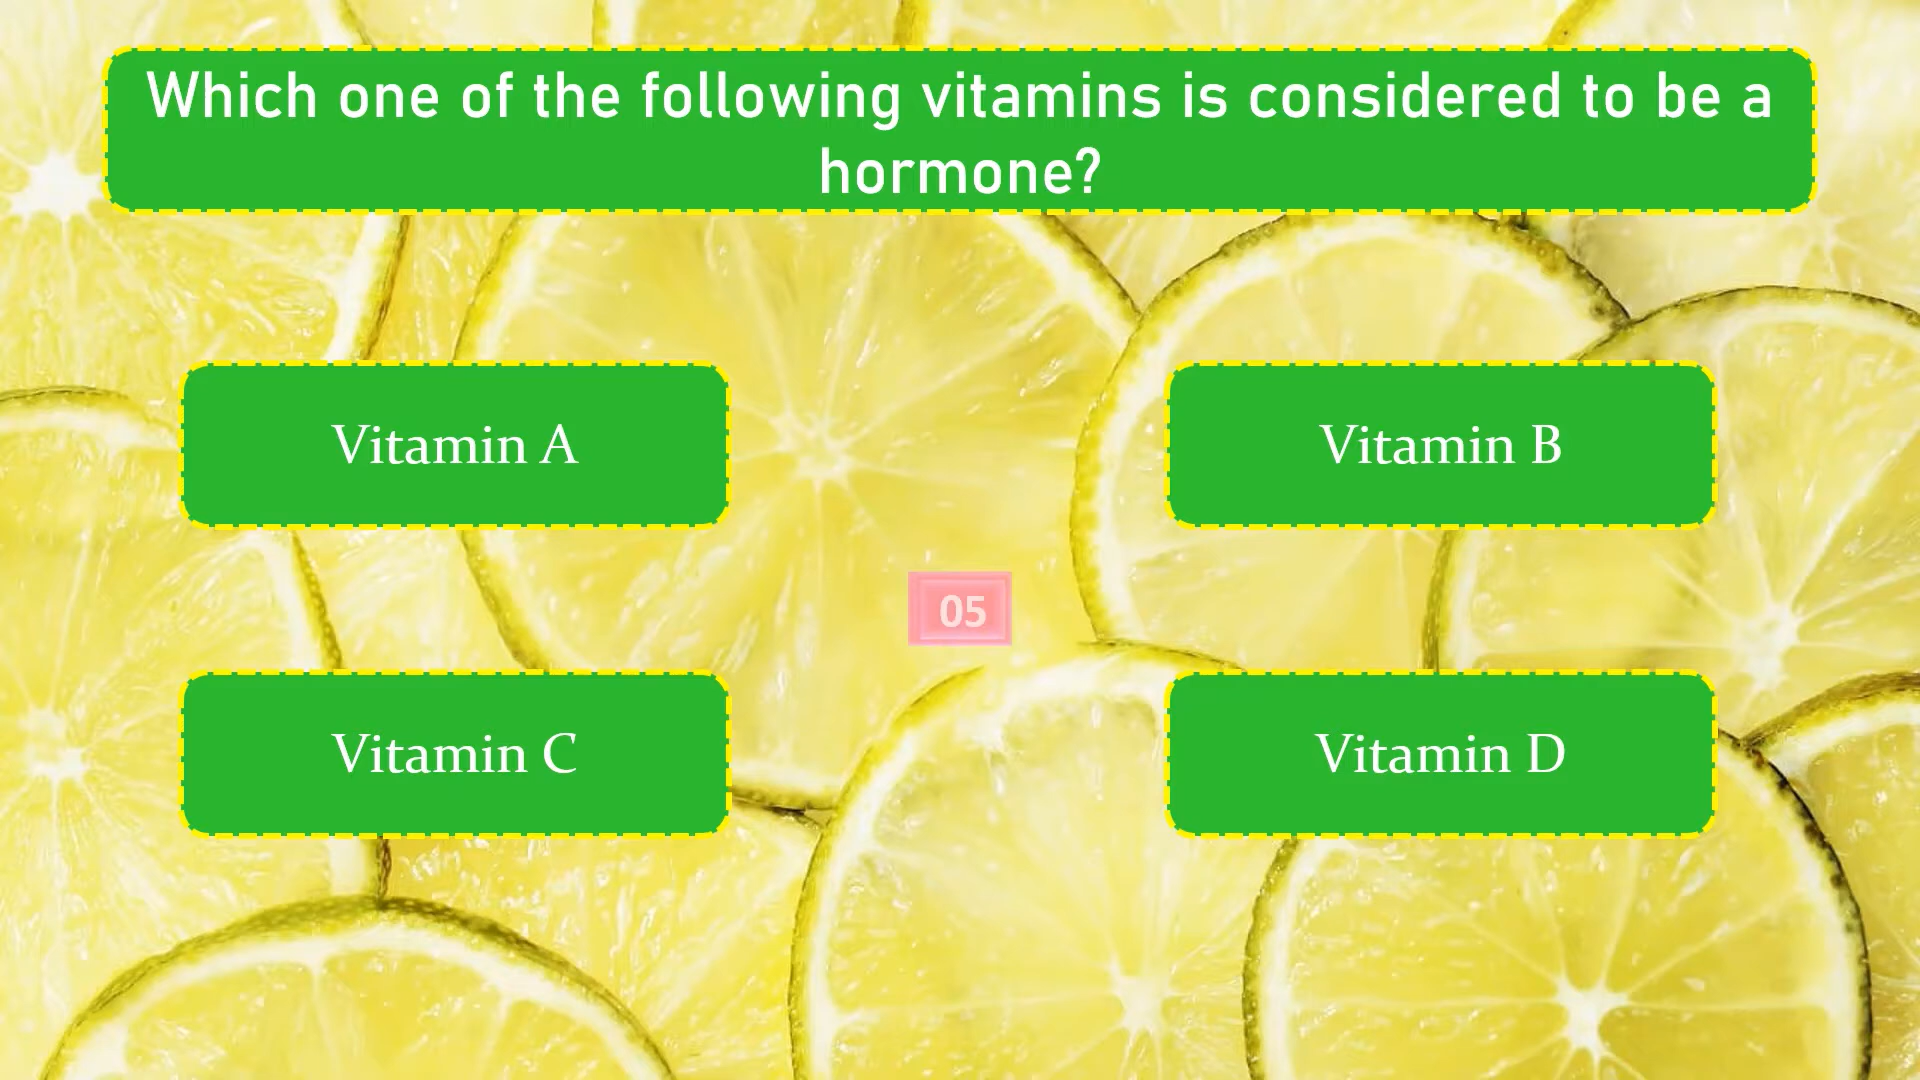 Which one of the following vitamins is considered to be a
hormone?
Vitamin A
Vitamin B
05
Vitamin C
Vitamin D